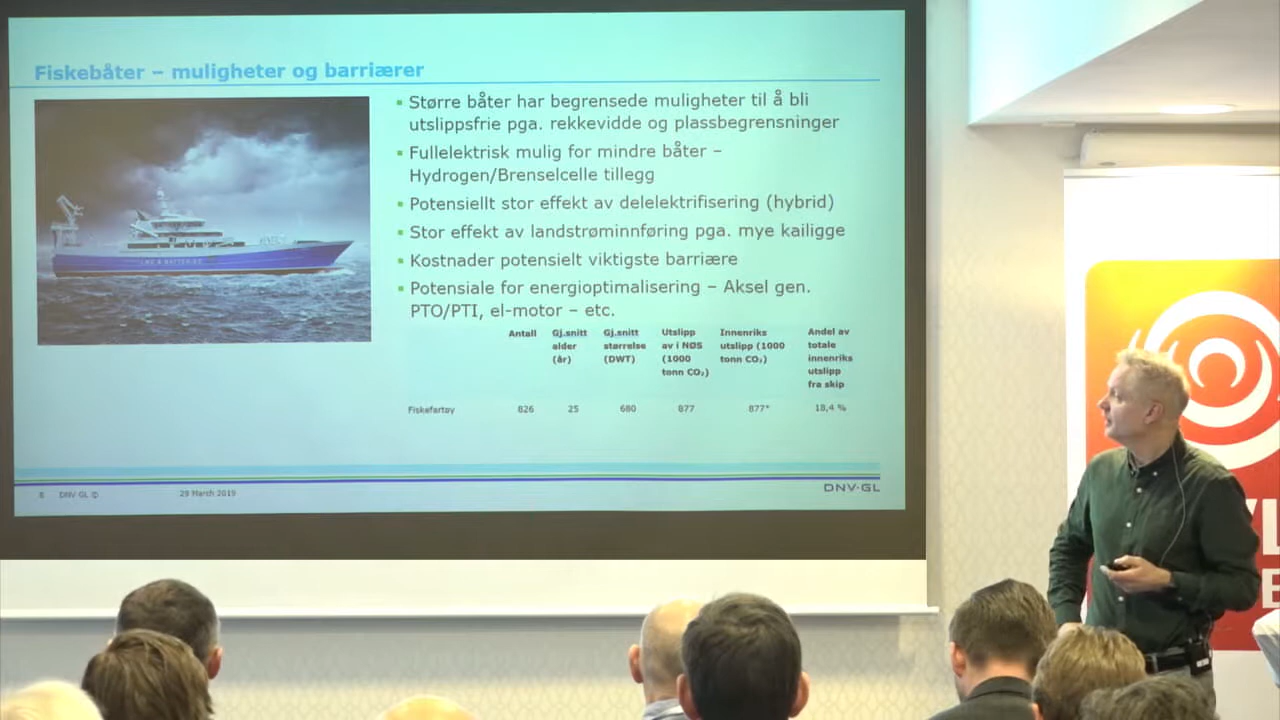 Fiskebåter – muligheter og barriærer
▪ Større båter har begrensede muligheter til å bli
utslippsfrie pga. rekkevidde og plassbegrensninger
▪ Fullelektrisk mulig for mindre båter –
Hydrogen/Brenselcelle tillegg
▪ Potensiellt stor effekt av delelektrifisering (hybrid)
▪ Stor effekt av landstrøminnføring pga. mye kailigge
▪ Kostnader potensielt viktigste barriære
▪ Potensiale for energioptimalisering – Aksel gen.
PTO/PTI, el-motor – etc.
Antall Gj.snitt Gj.snitt Utslipp Innenriks Andel av
alder størrelse av i NØS utslipp (1000 totale
(år) (DWT) (1000 tonn CO₂) innenriks
tonn CO₂) utslipp
fra skip
Fiskefartøy 826 25 680 877 877* 18,4 %
8 DNV GL © 29 March 2019
DNV·GL